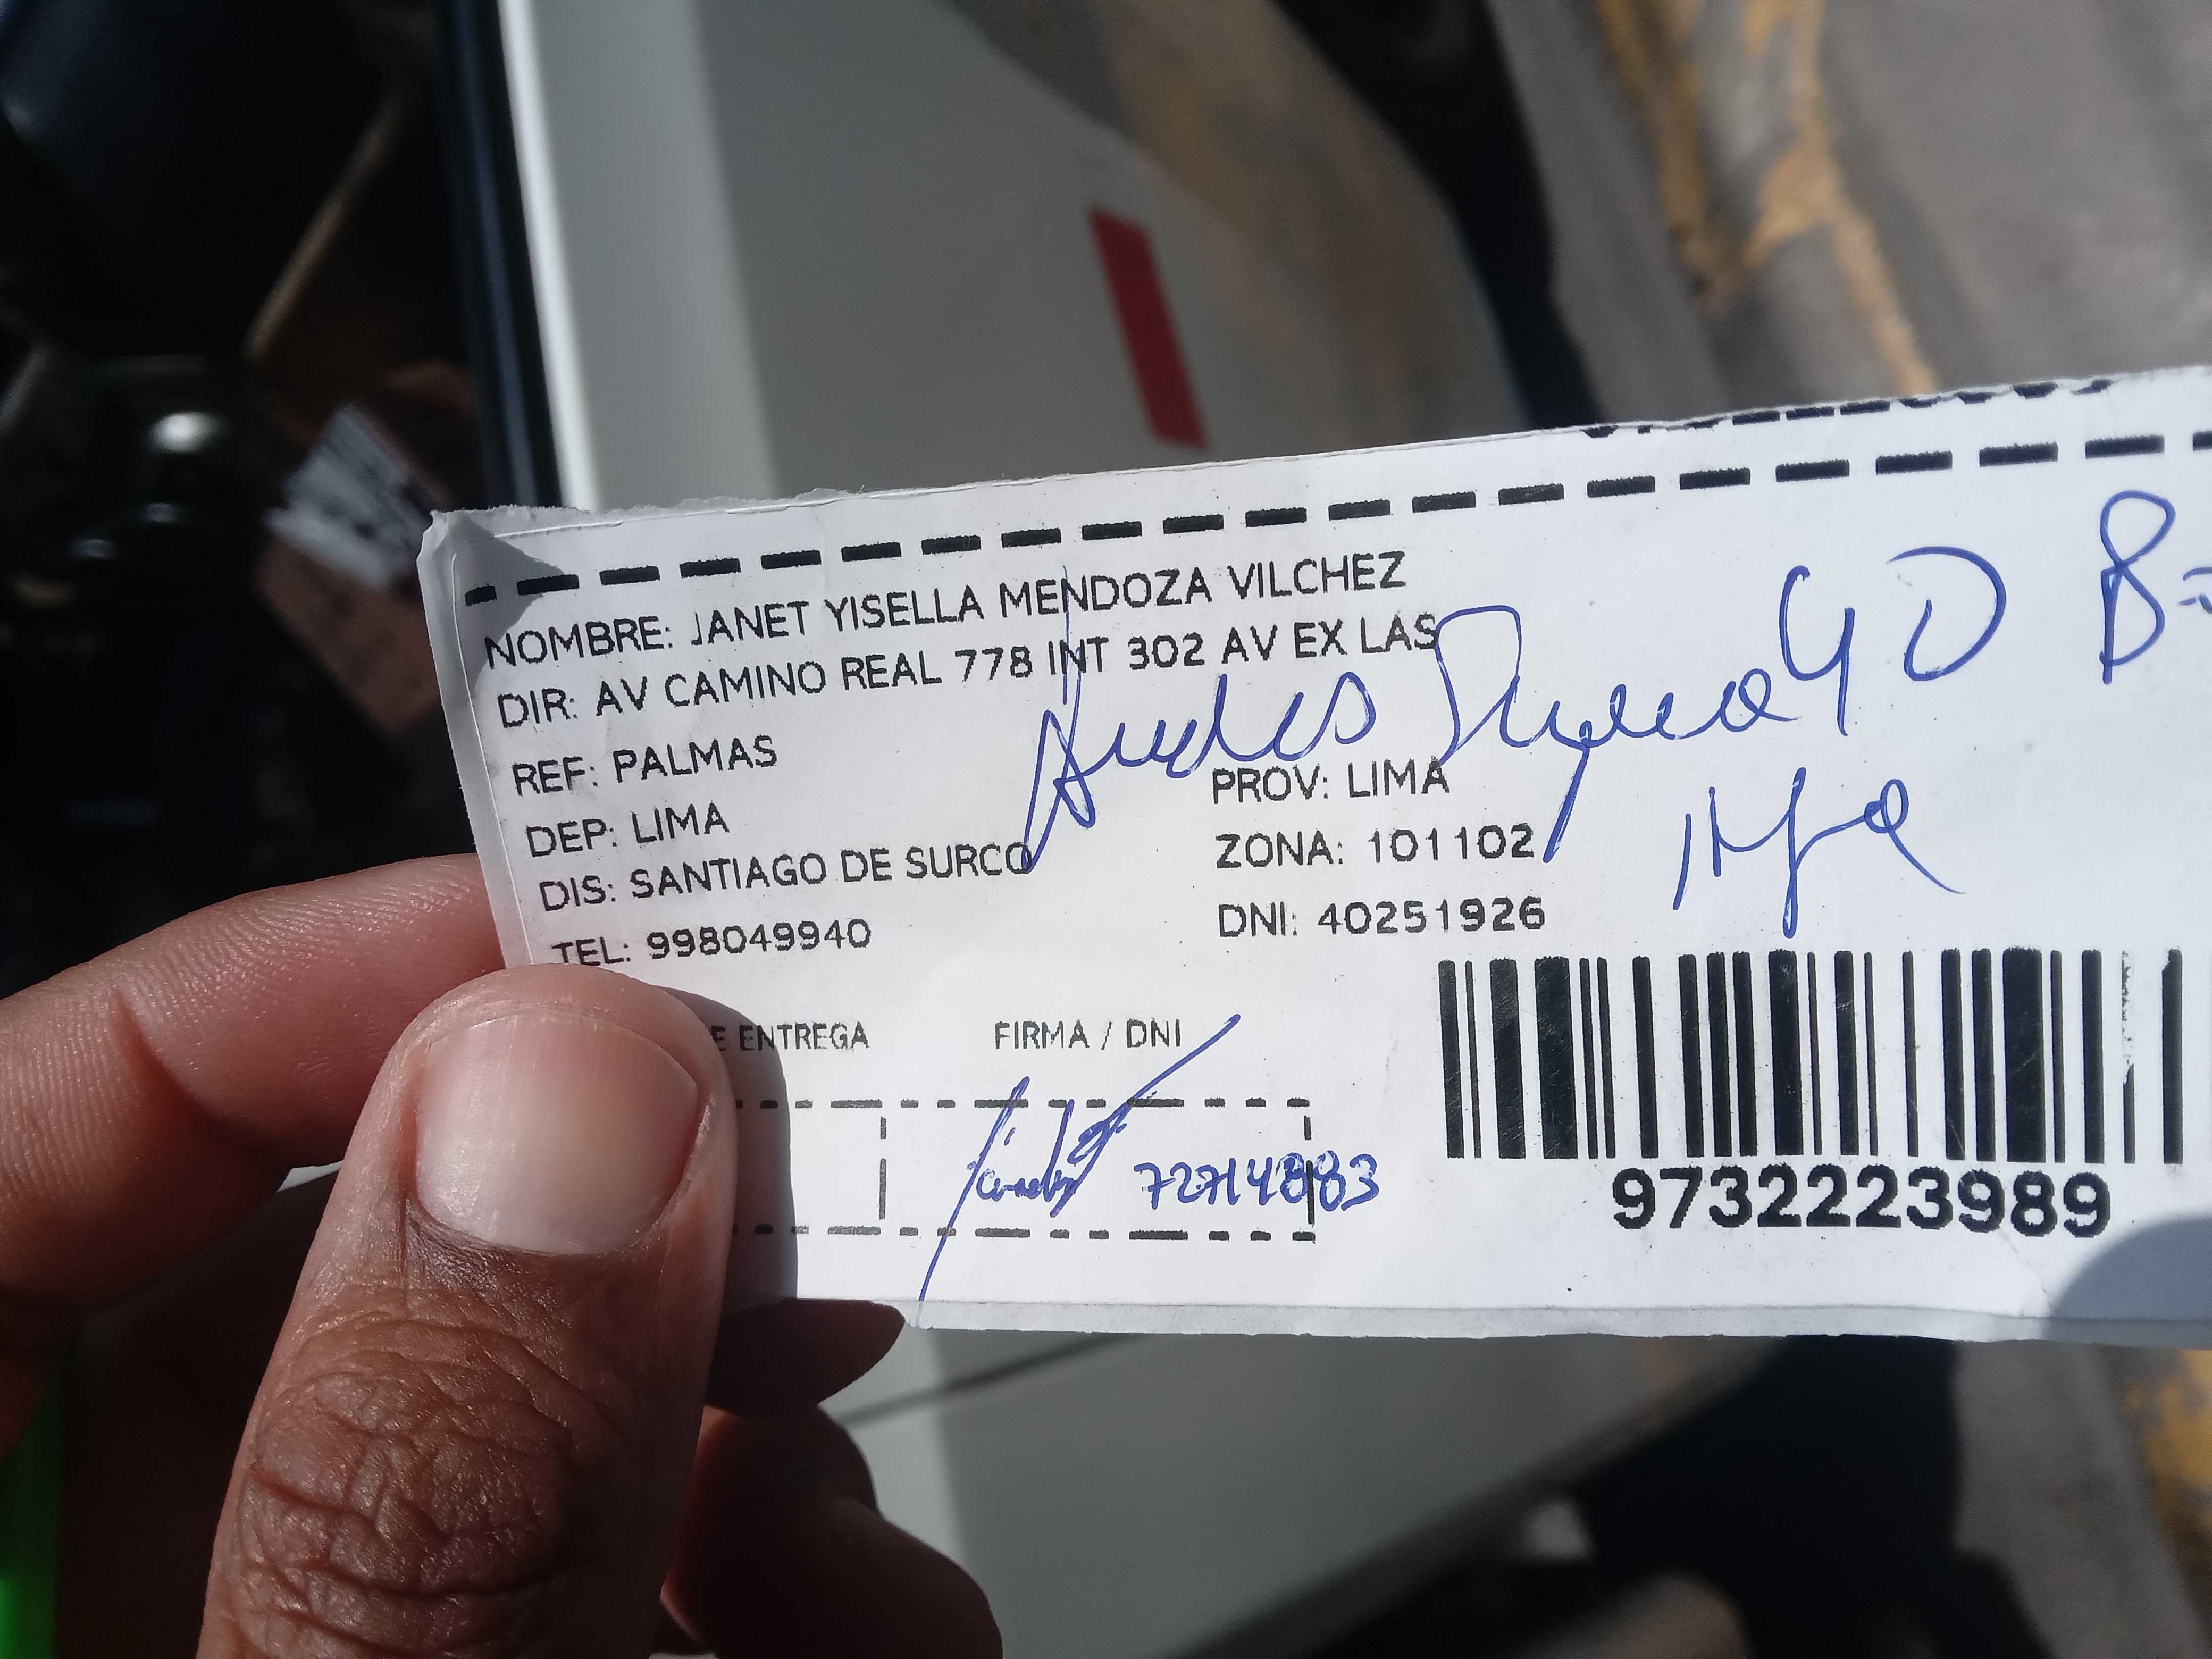 NOMBRE: JANET YISELLA MENDOZA VILCHEZ
DIR: AV CAMINO REAL 778 INT 302 AV EX LAS
REF: PALMAS
DEP: LIMA
PROV: LIMA
DIS: SANTIAGO DE SURCO
ZONA: 101102
TEL: 998049940
DNI: 40251926
E ENTREGA
FIRMA / DNI
72714883
9732223989